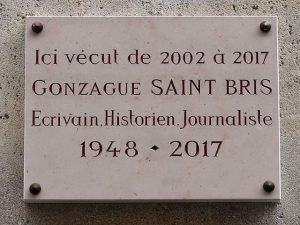 Ici vécut de 2002 à 2017
GONZAGUE SAINT BRIS
Ecrivain, Historien, Journaliste
1948 • 2017